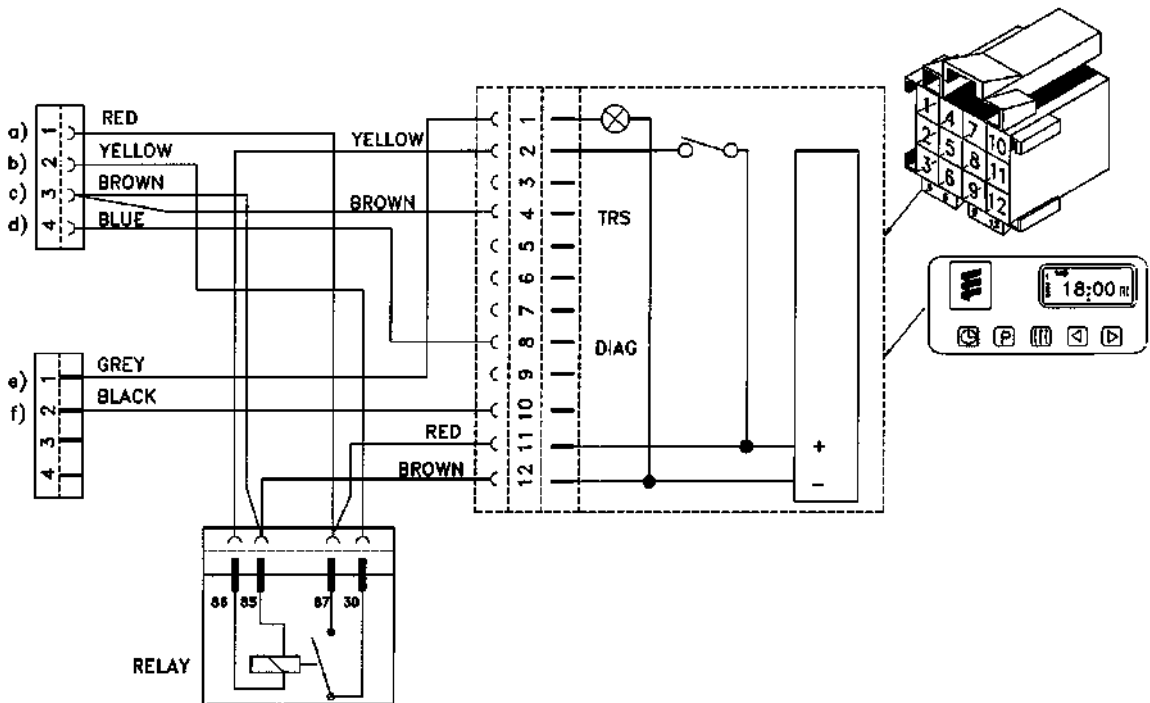 a) 1 RED
b) 2 YELLOW
c) 3 BROWN
d) 4 BLUE
YELLOW
BROWN
e) 1 GREY
f) 2 BLACK
3
4
RED
BROWN
1
2
3
4
5
6
7
8
9
10
11
12
TRS
DIAG
+
–
1 4 7 10
2 5 8 11
3 6 9 12
18:00
P
86 85 87 30
RELAY